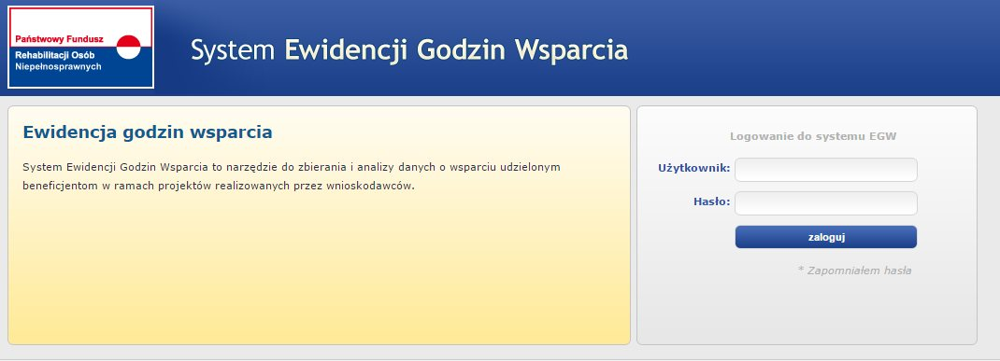 Państwowy Fundusz
Rehabilitacji Osób
Niepełnosprawnych
System Ewidencji Godzin Wsparcia
Ewidencja godzin wsparcia
System Ewidencji Godzin Wsparcia to narzędzie do zbierania i analizy danych o wsparciu udzielonym
beneficjentom w ramach projektów realizowanych przez wnioskodawców.
Logowanie do systemu EGW
Użytkownik:
Hasło:
zaloguj
* Zapomniałem hasła